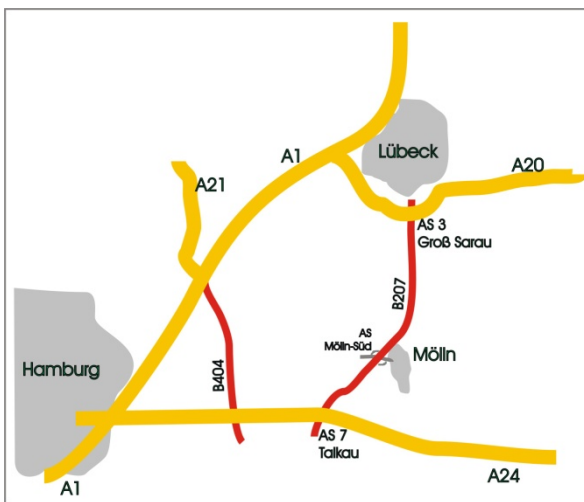 Lübeck
A1
A20
A21
AS 3
Groß Sarau
B207
AS
Mölln-Süd
Mölln
Hamburg
B404
AS 7
Talkau
A24
A1